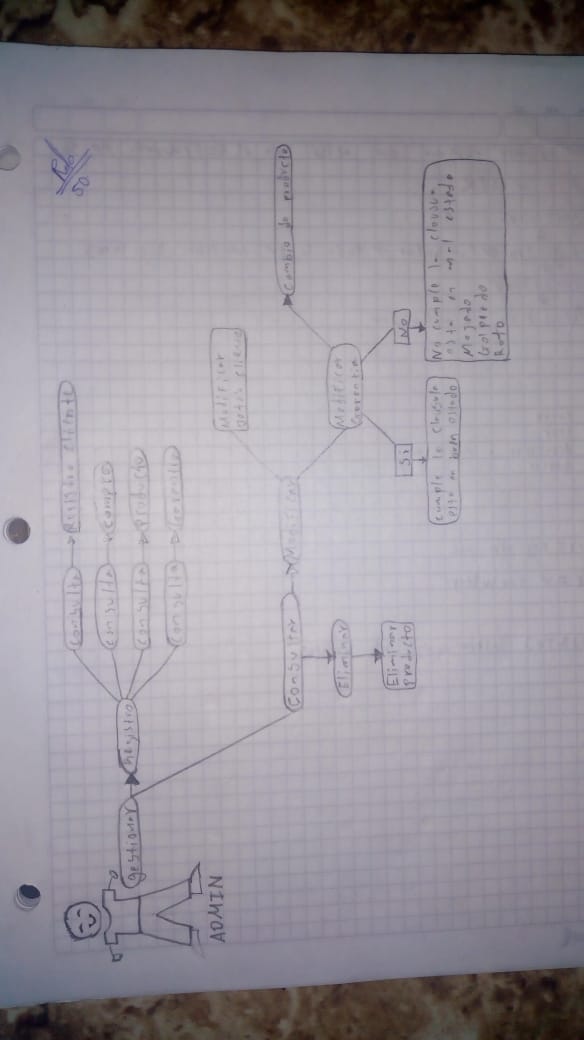 ADMIN
gestionar
Registro
Consulta
Registro cliente
Consulta
compra
Consulta
Producto
Consulta
Garantia
Consultar
Modificar
Modificar
Datos cliente
Modificar
Garantia
Cambio de producto
Si
cumple la clausula
esta en buen estado
No
No cumple la clausula
esta en mal estado
Mojado
Golpeado
Roto
Eliminar
Eliminar
producto
50